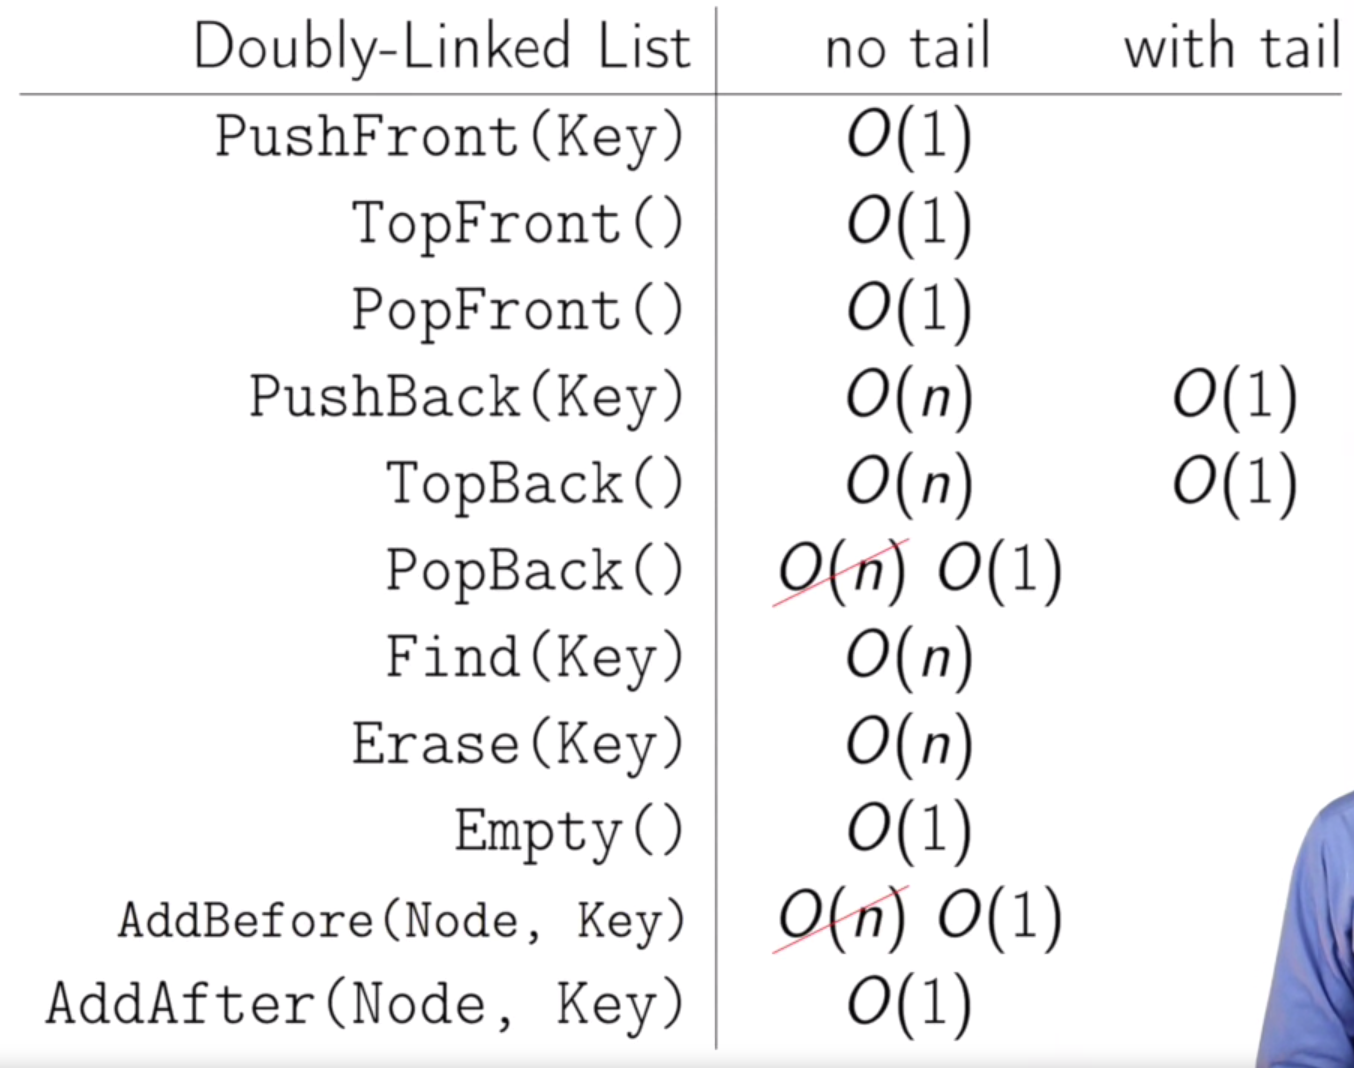 Doubly-Linked List no tail with tail
PushFront(Key) O(1)
TopFront() O(1)
PopFront() O(1)
PushBack(Key) O(n) O(1)
TopBack() O(n) O(1)
PopBack() O(n) O(1)
Find(Key) O(n)
Erase(Key) O(n)
Empty() O(1)
AddBefore(Node, Key) O(n) O(1)
AddAfter(Node, Key) O(1)